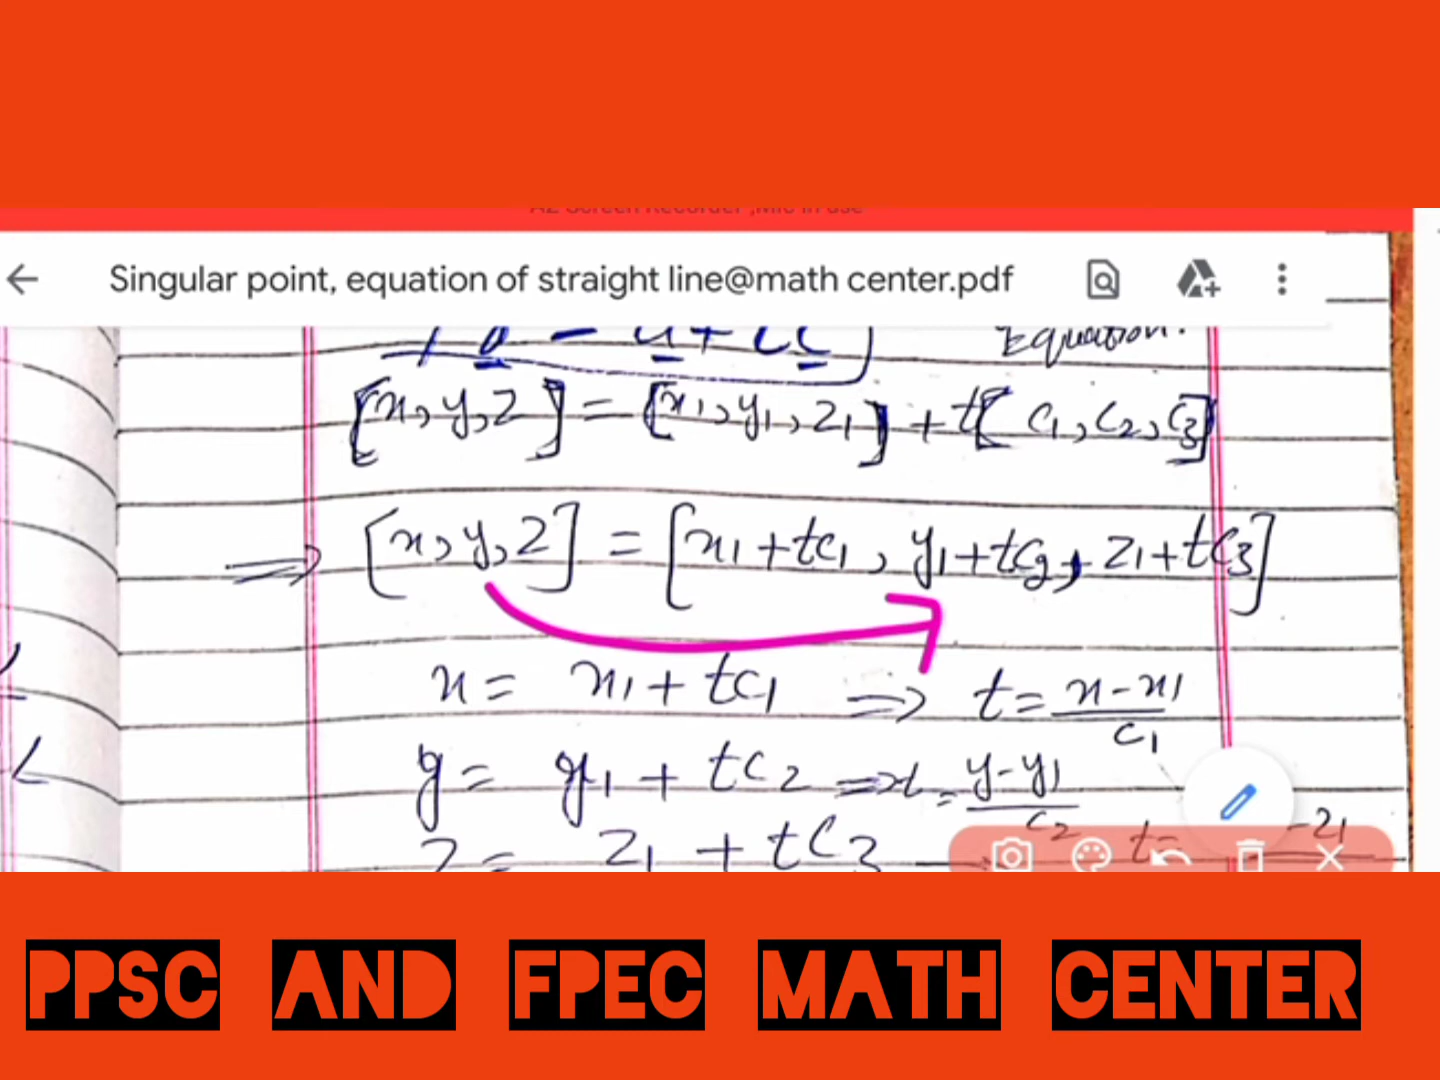 Singular point, equation of straight line@math center.pdf
Equation.
[x, y, z] = [x1, y1, z1] + t[c1, c2, c3]
⟹ [x, y, z] = [x1 + tc1, y1 + tc2, z1 + tc3]
x = x1 + tc1 ⟹ t = x - x1 / c1
y = y1 + tc2 ⟹ t = y - y1 / c2
z = z1 + tc3 t = - z1
PPSC AND FPEC MATH CENTER